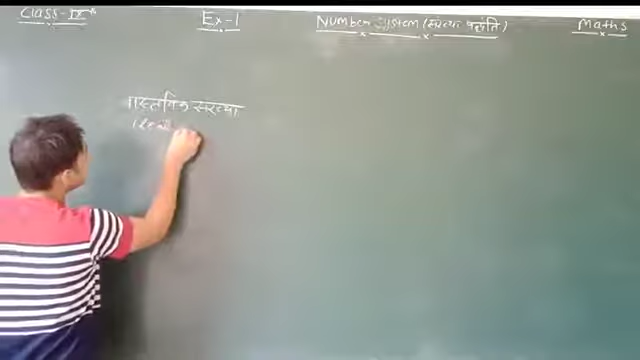 Class-IX
Ex-1
Number System (संख्या पद्धति)
Maths
वास्तविक संख्या